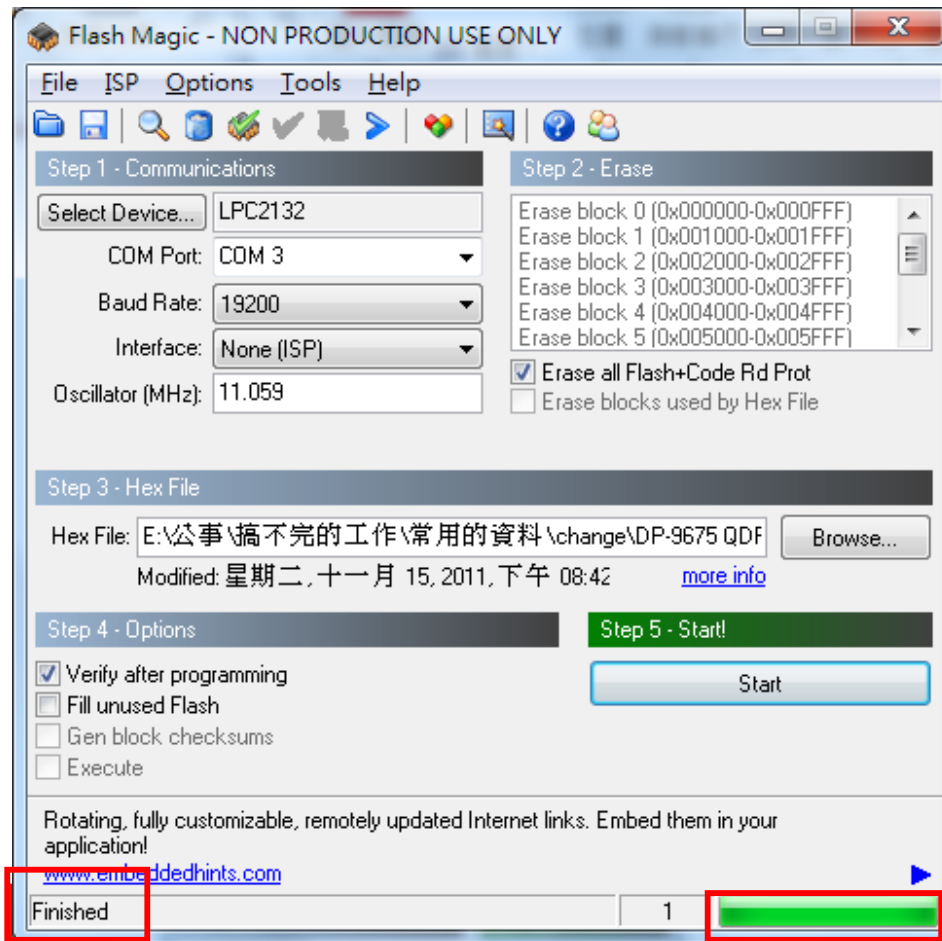 Flash Magic - NON PRODUCTION USE ONLY
File ISP Options Tools Help
Step 1 - Communications
Select Device... LPC2132
COM Port: COM 3
Baud Rate: 19200
Interface: None (ISP)
Oscillator (MHz): 11.059
Step 2 - Erase
Erase block 0 (0x000000-0x000FFF)
Erase block 1 (0x001000-0x001FFF)
Erase block 2 (0x002000-0x002FFF)
Erase block 3 (0x003000-0x003FFF)
Erase block 4 (0x004000-0x004FFF)
Erase block 5 (0x005000-0x005FFF)
Erase all Flash+Code Rd Prot
Erase blocks used by Hex File
Step 3 - Hex File
Hex File: E:\公事\搞不完的工作\常用的資料\change\DP-9675 QDF Browse...
Modified: 星期二, 十一月 15, 2011, 下午 08:42 more info
Step 4 - Options
Verify after programming
Fill unused Flash
Gen block checksums
Execute
Step 5 - Start!
Start
Rotating, fully customizable, remotely updated Internet links. Embed them in your
application!
www.embeddedhints.com
Finished 1